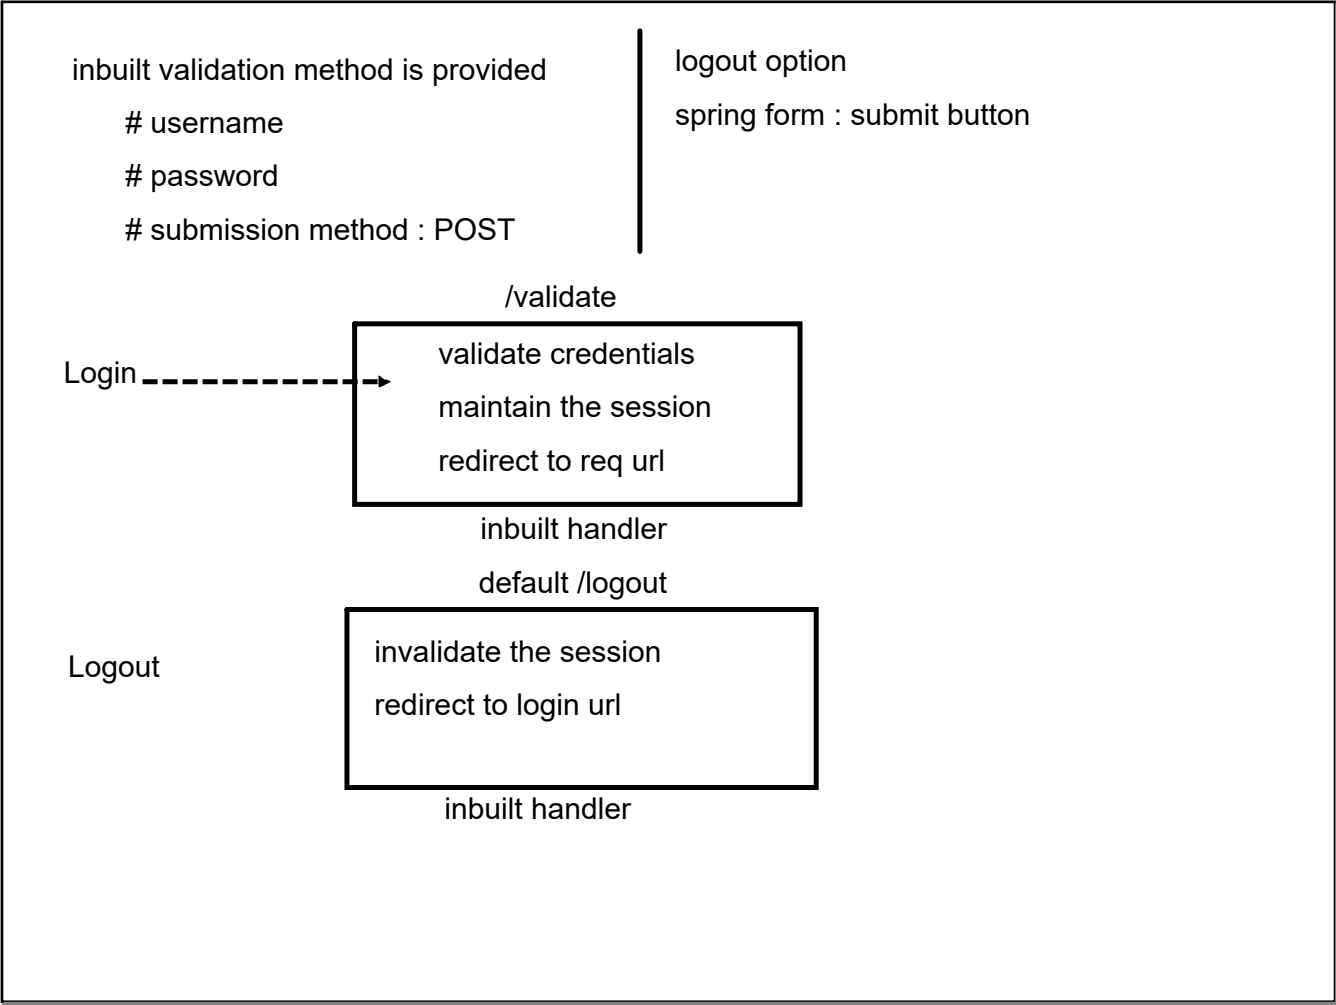 inbuilt validation method is provided
# username
# password
# submission method : POST
logout option
spring form : submit button
/validate
Login
validate credentials
maintain the session
redirect to req url
inbuilt handler
default /logout
Logout
invalidate the session
redirect to login url
inbuilt handler